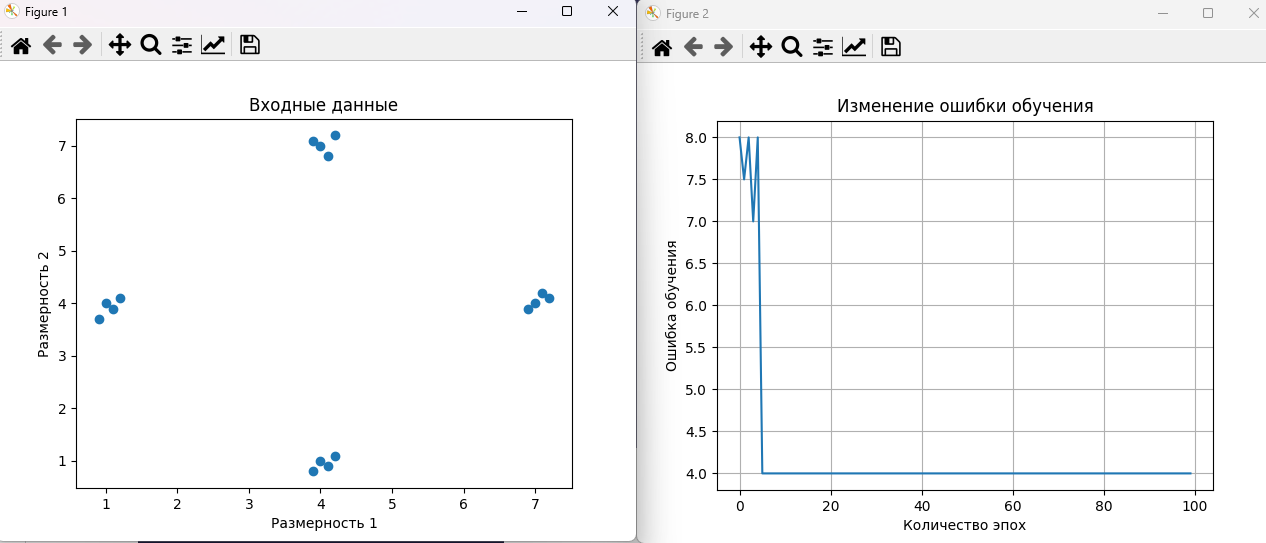 Figure 1
Входные данные
Размерность 2
7
6
5
4
3
2
1
1 2 3 4 5 6 7
Размерность 1
Figure 2
Изменение ошибки обучения
Ошибка обучения
8.0
7.5
7.0
6.5
6.0
5.5
5.0
4.5
4.0
0 20 40 60 80 100
Количество эпох